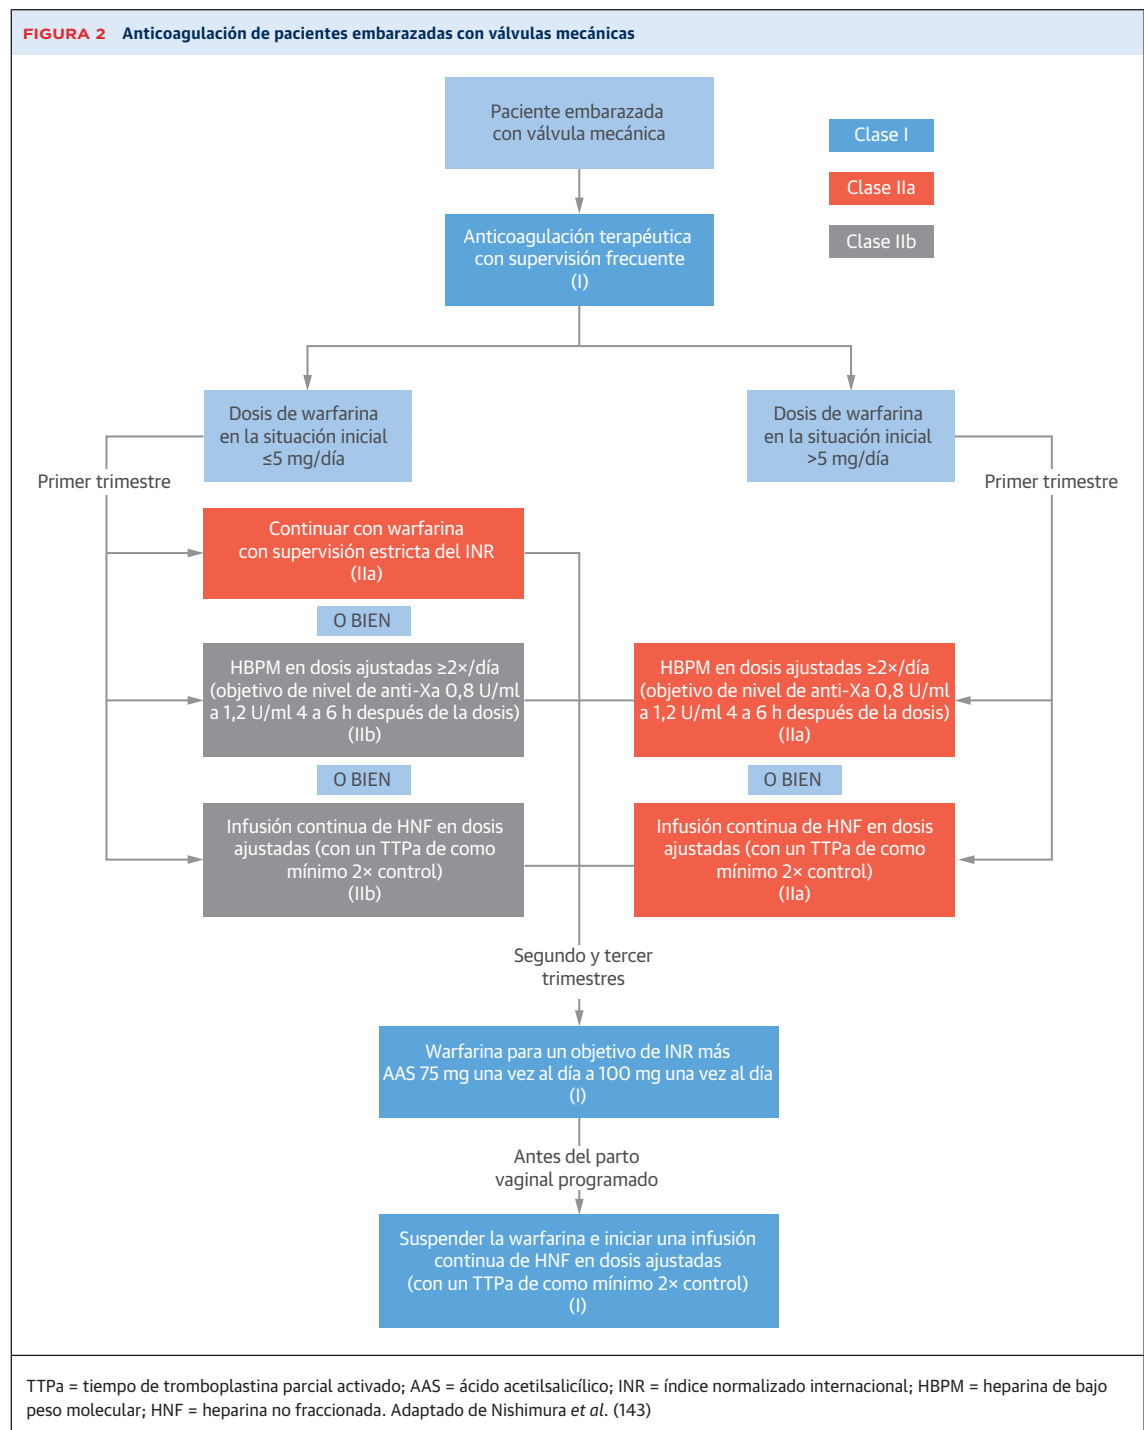 FIGURA 2 Anticoagulación de pacientes embarazadas con válvulas mecánicas
Paciente embarazada
con válvula mecánica
Clase I
Clase IIa
Clase IIb
Anticoagulación terapéutica
con supervisión frecuente
(I)
Dosis de warfarina
en la situación inicial
≤5 mg/día
Dosis de warfarina
en la situación inicial
>5 mg/día
Primer trimestre
Primer trimestre
Continuar con warfarina
con supervisión estricta del INR
(IIa)
O BIEN
HBPM en dosis ajustadas ≥2×/día
(objetivo de nivel de anti-Xa 0,8 U/ml
a 1,2 U/ml 4 a 6 h después de la dosis)
(IIb)
HBPM en dosis ajustadas ≥2×/día
(objetivo de nivel de anti-Xa 0,8 U/ml
a 1,2 U/ml 4 a 6 h después de la dosis)
(IIa)
O BIEN
O BIEN
Infusión continua de HNF en dosis
ajustadas (con un TTPa de como
mínimo 2× control)
(IIb)
Infusión continua de HNF en dosis
ajustadas (con un TTPa de como
mínimo 2× control)
(IIa)
Segundo y tercer
trimestres
Warfarina para un objetivo de INR más
AAS 75 mg una vez al día a 100 mg una vez al día
(I)
Antes del parto
vaginal programado
Suspender la warfarina e iniciar una infusión
continua de HNF en dosis ajustadas
(con un TTPa de como mínimo 2× control)
(I)
TTPa = tiempo de tromboplastina parcial activado; AAS = ácido acetilsalicílico; INR = índice normalizado internacional; HBPM = heparina de bajo
peso molecular; HNF = heparina no fraccionada. Adaptado de Nishimura et al. (143)